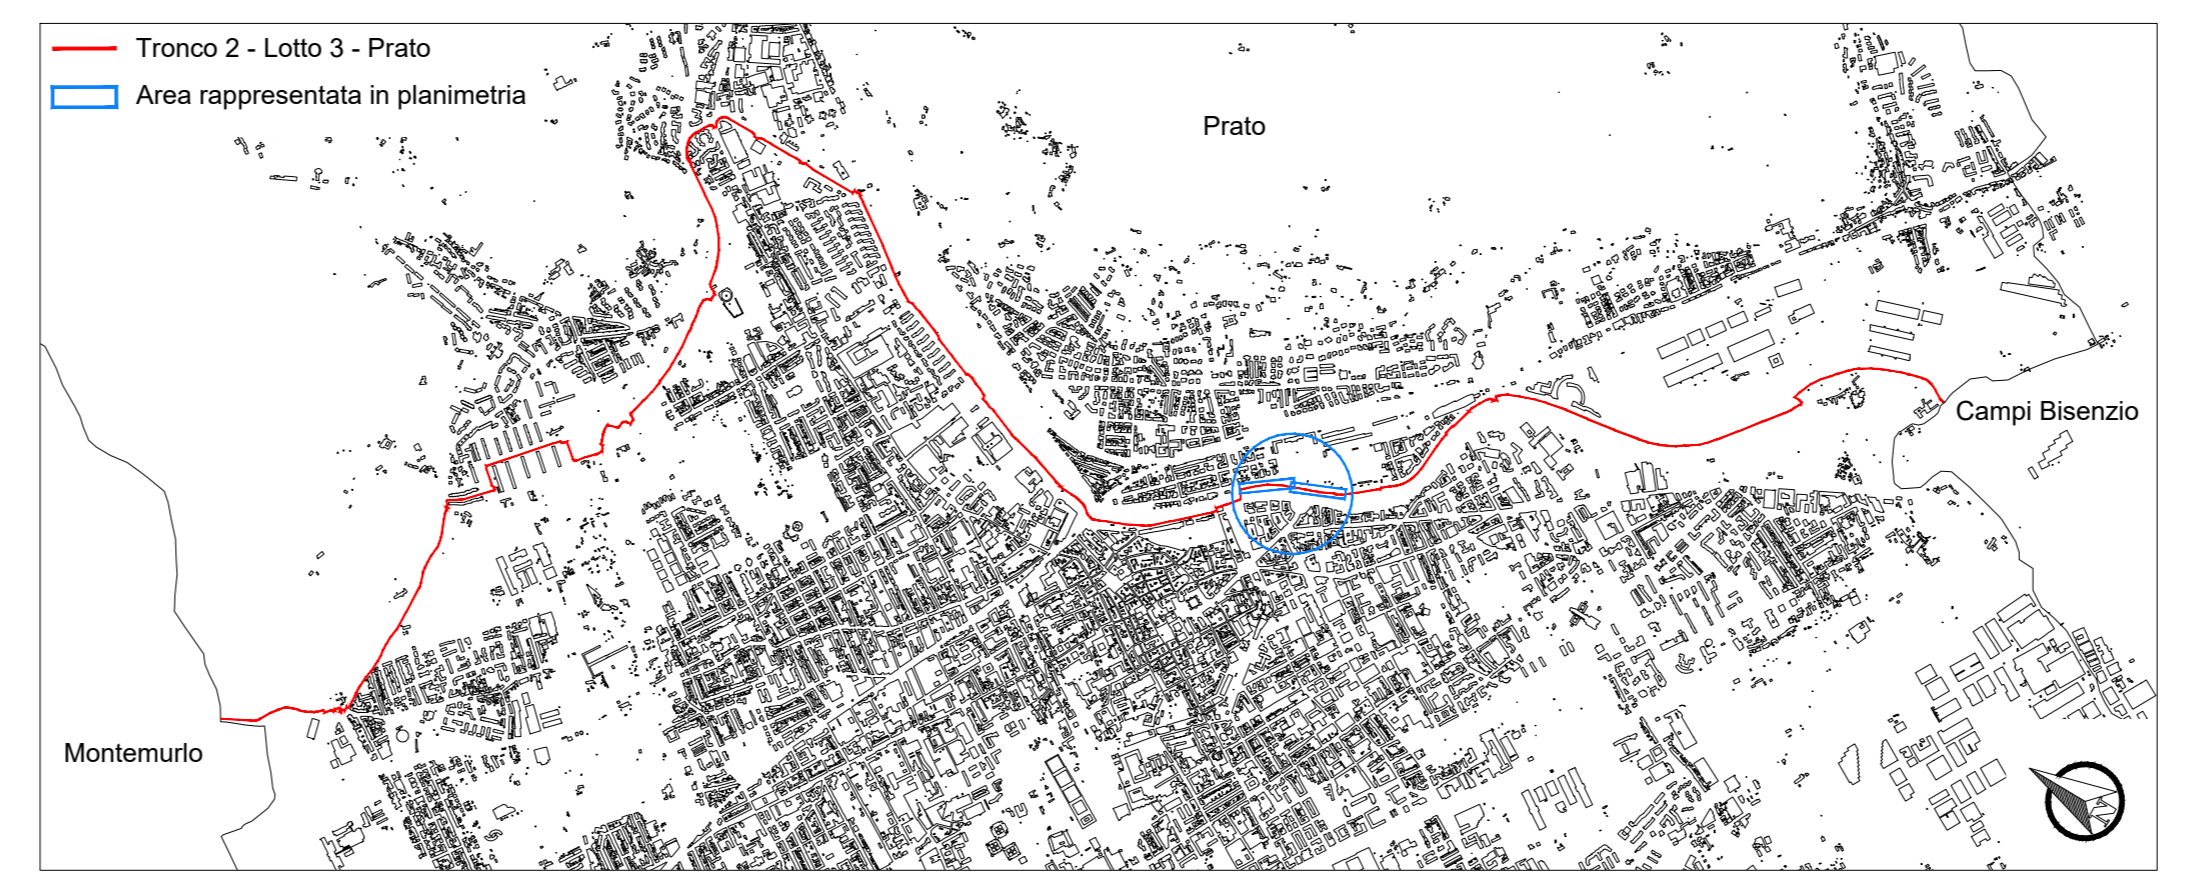 Tronco 2 - Lotto 3 - Prato
Area rappresentata in planimetria
Prato
Campi Bisenzio
Montemurlo
N